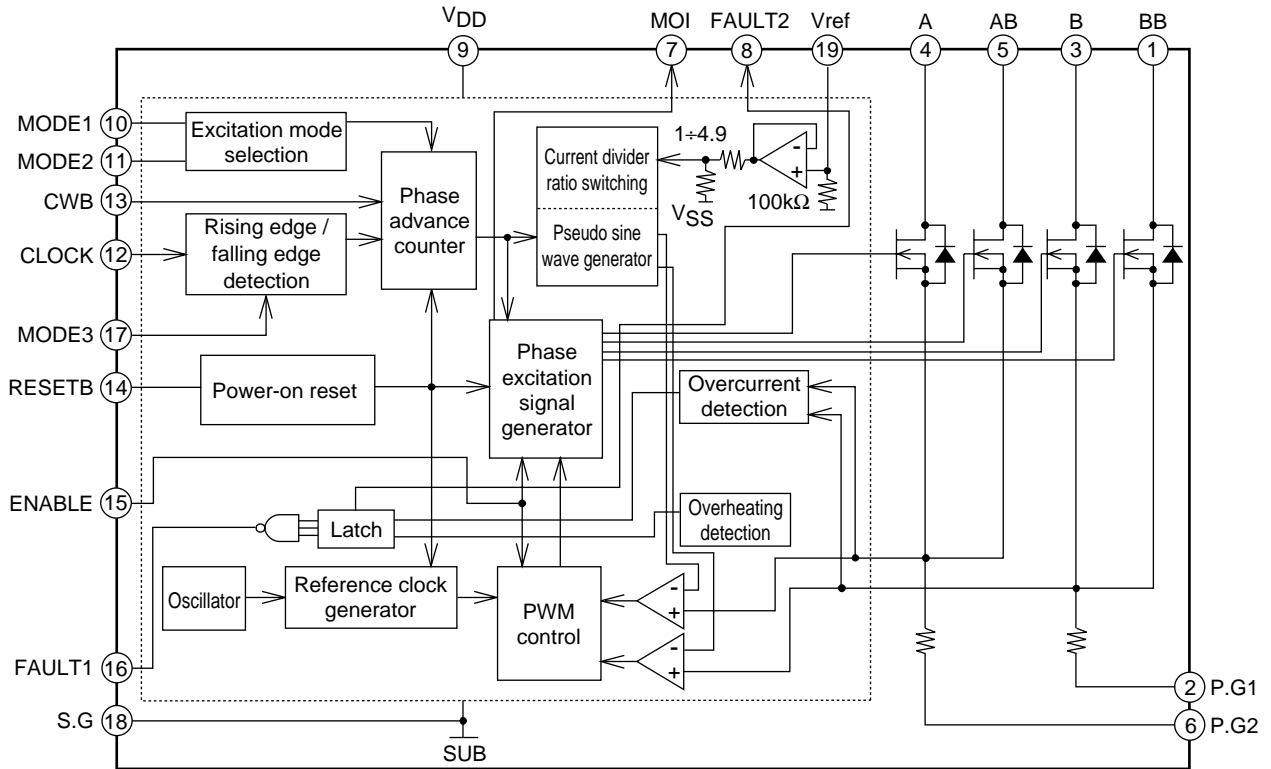 VDD
MOI
FAULT2
Vref
A
AB
B
BB
9
7
8
19
4
5
3
1
MODE1 10
MODE2 11
CWB 13
CLOCK 12
MODE3 17
RESETB 14
ENABLE 15
FAULT1 16
S.G 18
Excitation mode
selection
Phase
advance
counter
Rising edge /
falling edge
detection
Current divider
ratio switching
Pseudo sine
wave generator
1÷4.9
-
+
100kΩ
VSS
Power-on reset
Phase
excitation
signal
generator
Overcurrent
detection
Overheating
detection
Latch
Oscillator
Reference clock
generator
PWM
control
-
+
-
+
SUB
2 P.G1
6 P.G2